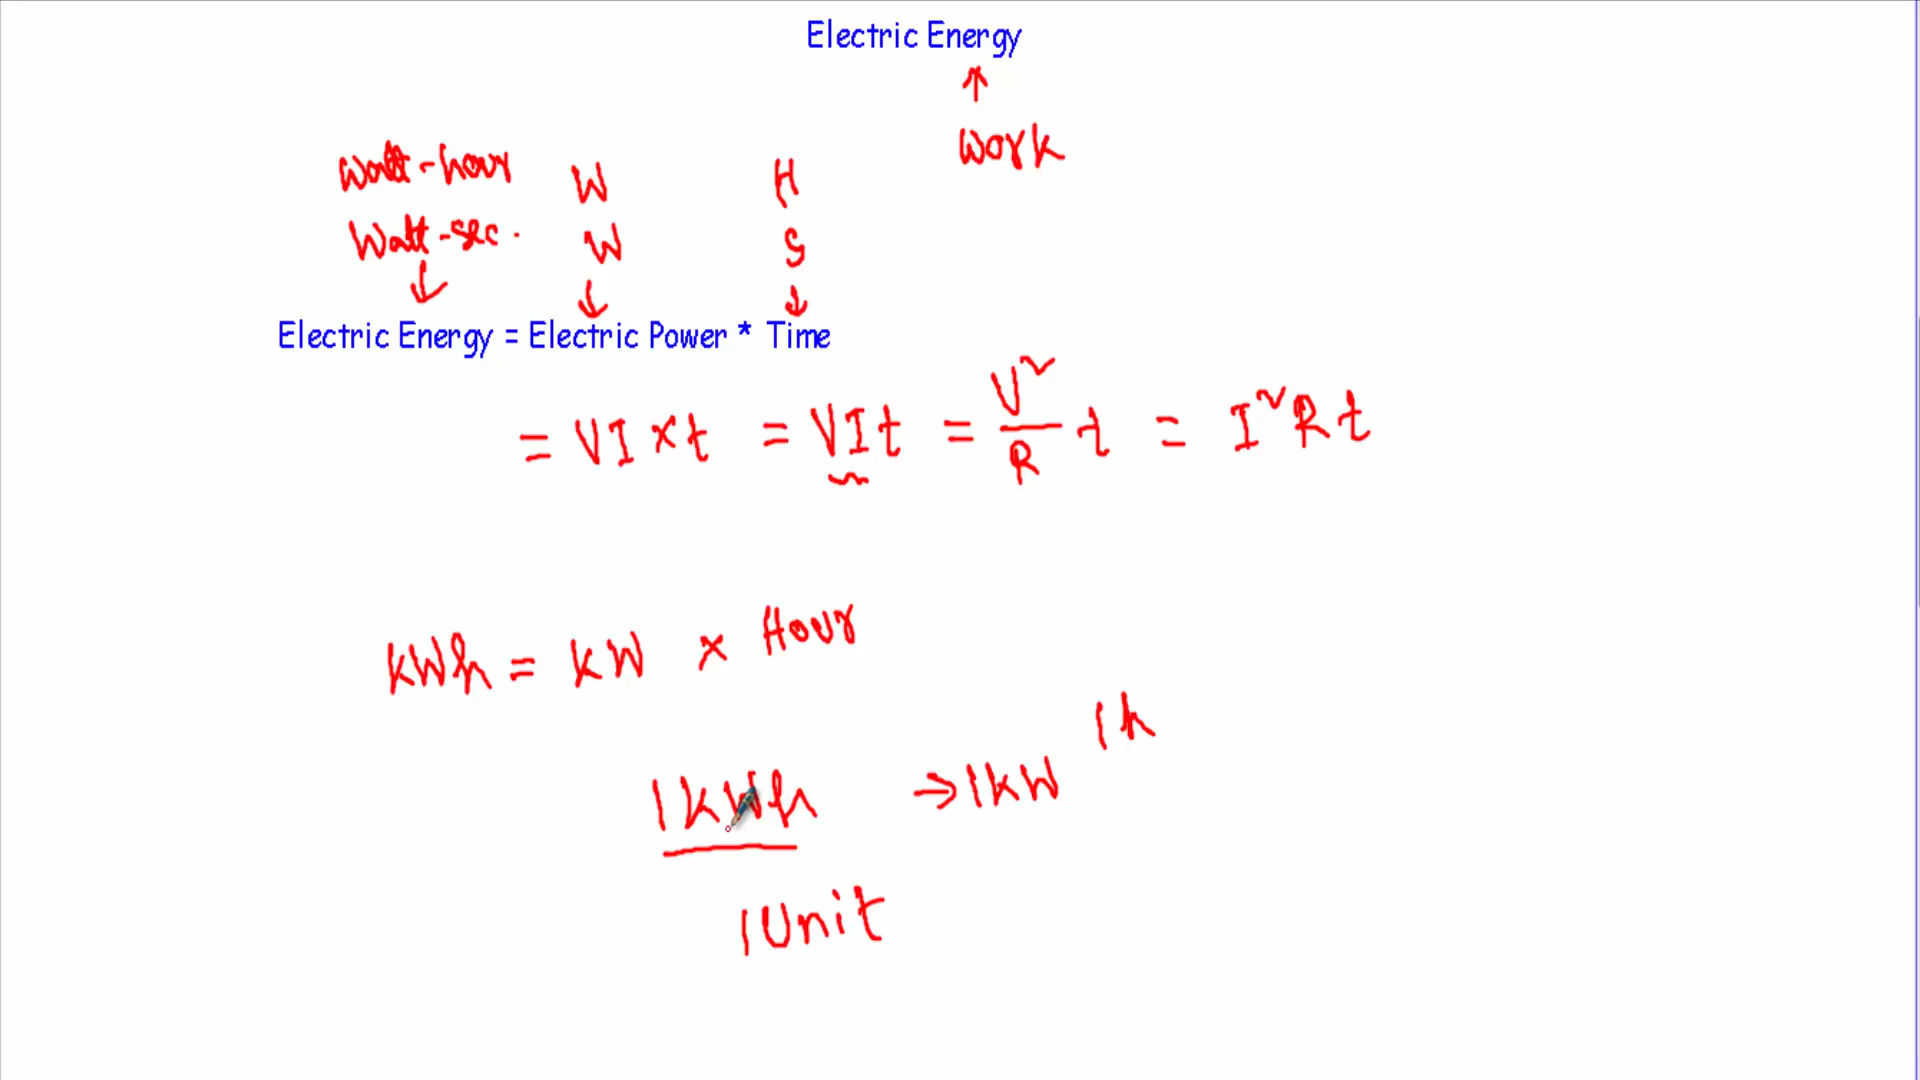 Electric Energy
↑
Work
Watt-hour W H
Watt-sec. W S
↓ ↓ ↓
Electric Energy = Electric Power * Time
= VI × t = VIt = V²/R t = I²Rt
kWh = kW × Hour
1kWh → 1kW 1h
1Unit